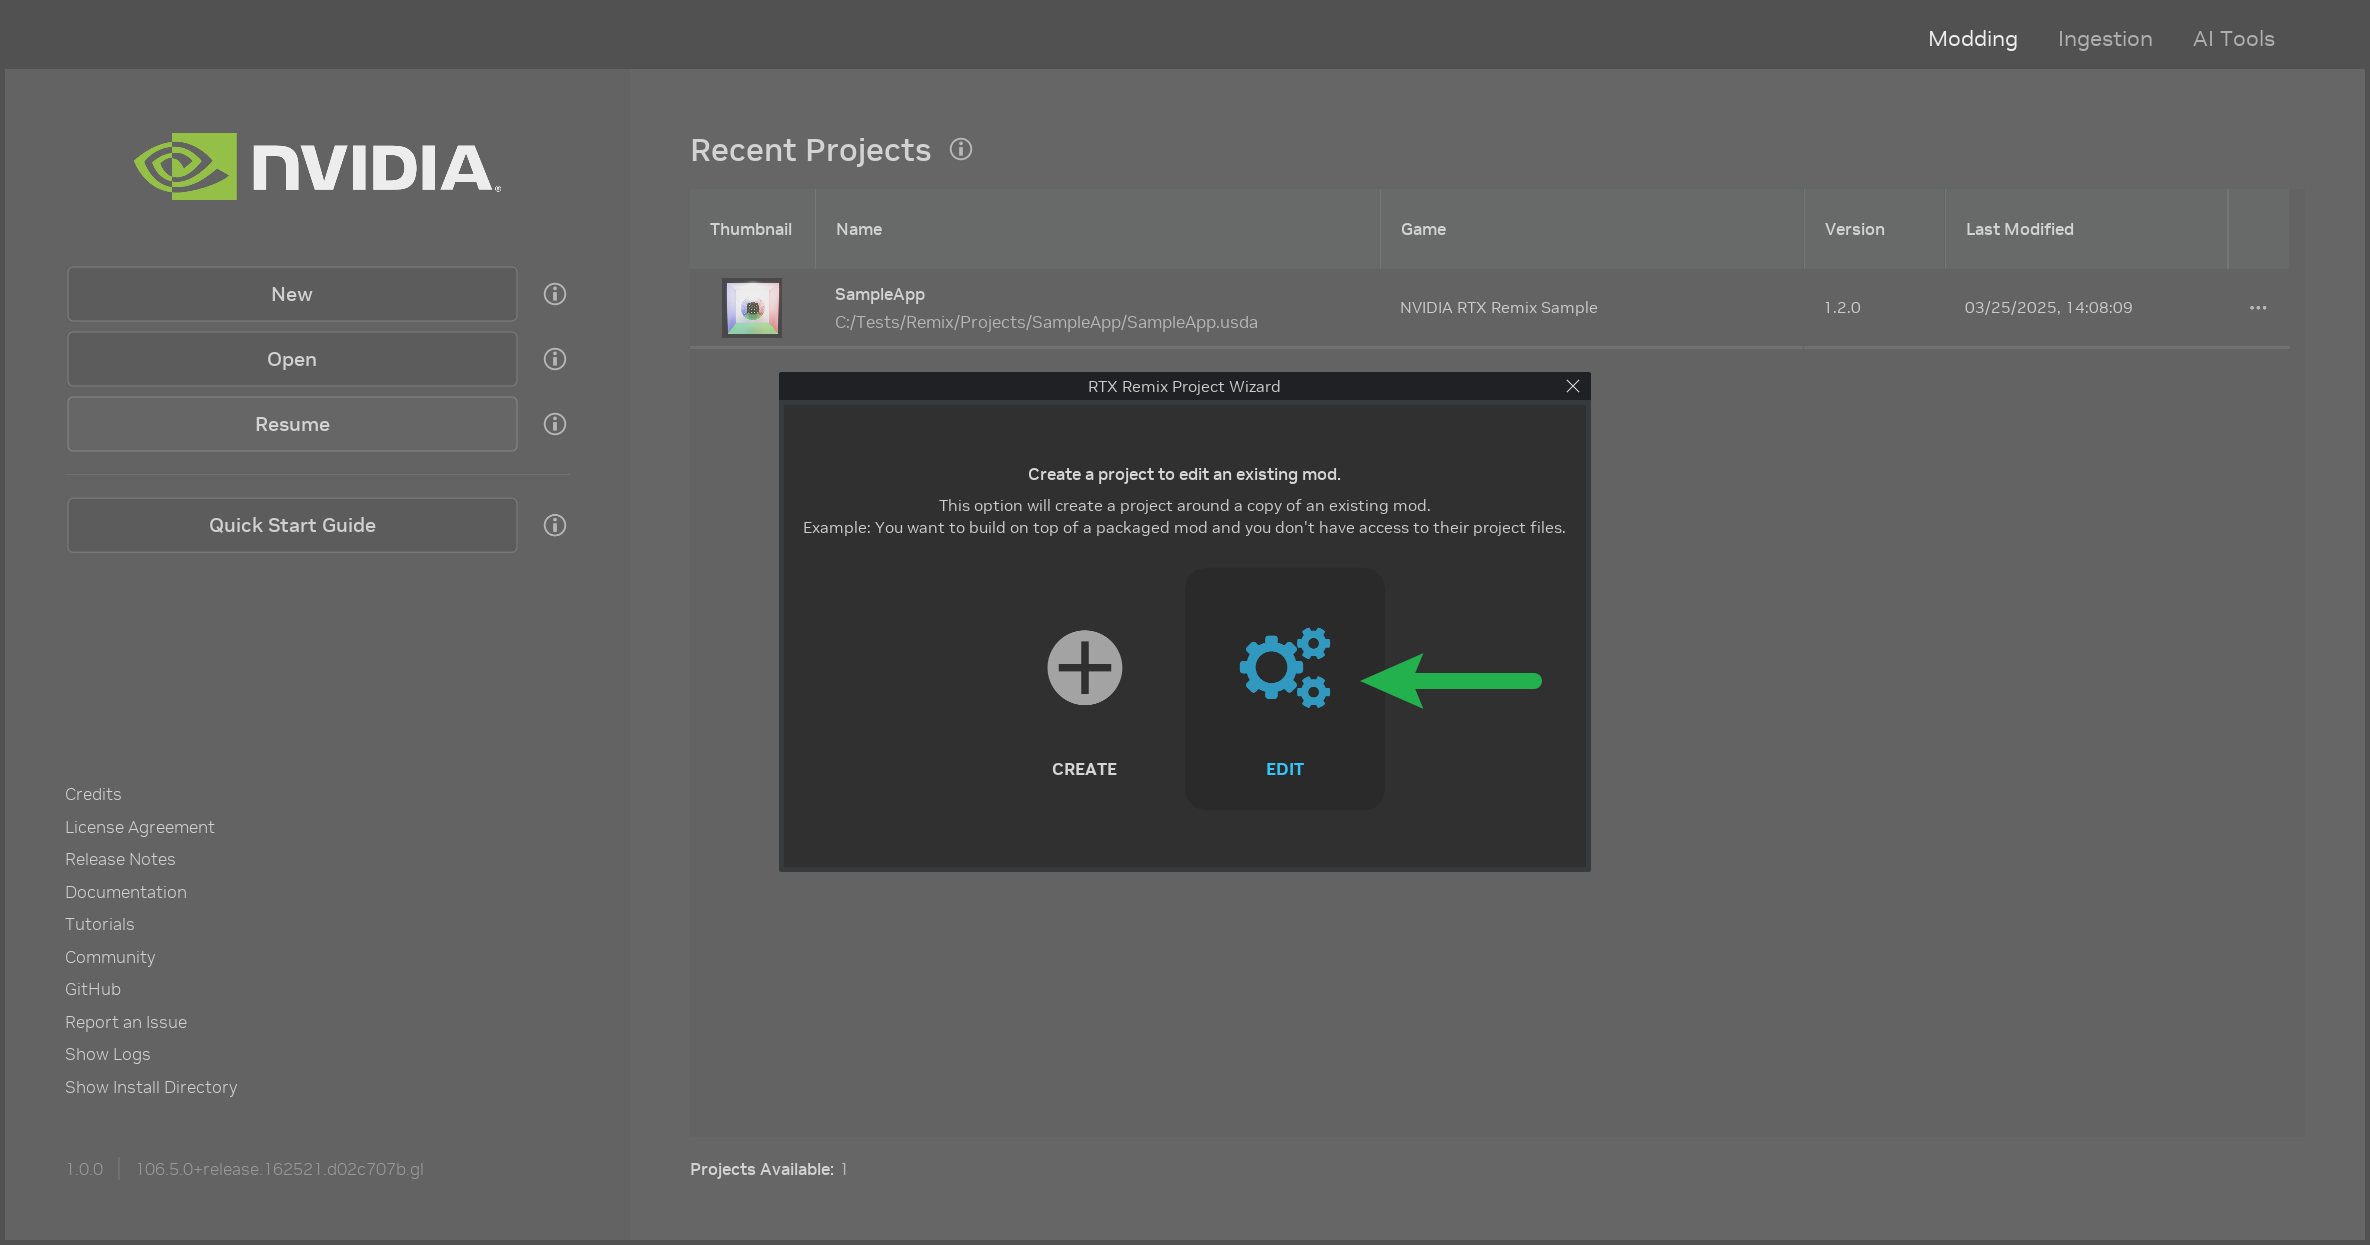 Modding Ingestion AI Tools
NVIDIA®
New
Open
Resume
Quick Start Guide
Credits
License Agreement
Release Notes
Documentation
Tutorials
Community
GitHub
Report an Issue
Show Logs
Show Install Directory
1.0.0 106.5.0+release.162521.d02c707b.gl
Recent Projects
Thumbnail Name Game Version Last Modified
SampleApp
C:/Tests/Remix/Projects/SampleApp/SampleApp.usda
NVIDIA RTX Remix Sample 1.2.0 03/25/2025, 14:08:09
RTX Remix Project Wizard
Create a project to edit an existing mod.
This option will create a project around a copy of an existing mod.
Example: You want to build on top of a packaged mod and you don't have access to their project files.
CREATE EDIT
Projects Available: 1